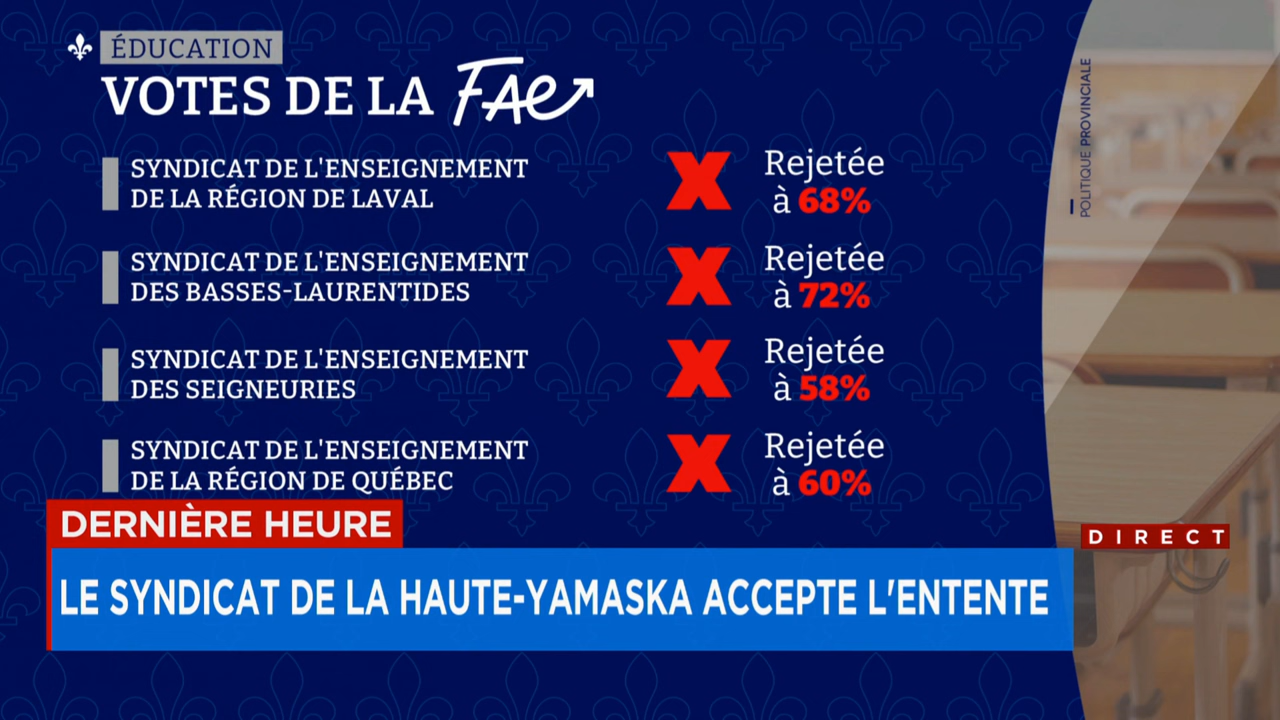 ÉDUCATION
VOTES DE LA FAE
SYNDICAT DE L'ENSEIGNEMENT
DE LA RÉGION DE LAVAL
X
Rejetée
à 68%
SYNDICAT DE L'ENSEIGNEMENT
DES BASSES-LAURENTIDES
X
Rejetée
à 72%
SYNDICAT DE L'ENSEIGNEMENT
DES SEIGNEURIES
X
Rejetée
à 58%
SYNDICAT DE L'ENSEIGNEMENT
DE LA RÉGION DE QUÉBEC
X
Rejetée
à 60%
POLITIQUE PROVINCIALE
DERNIÈRE HEURE
DIRECT
LE SYNDICAT DE LA HAUTE-YAMASKA ACCEPTE L'ENTENTE